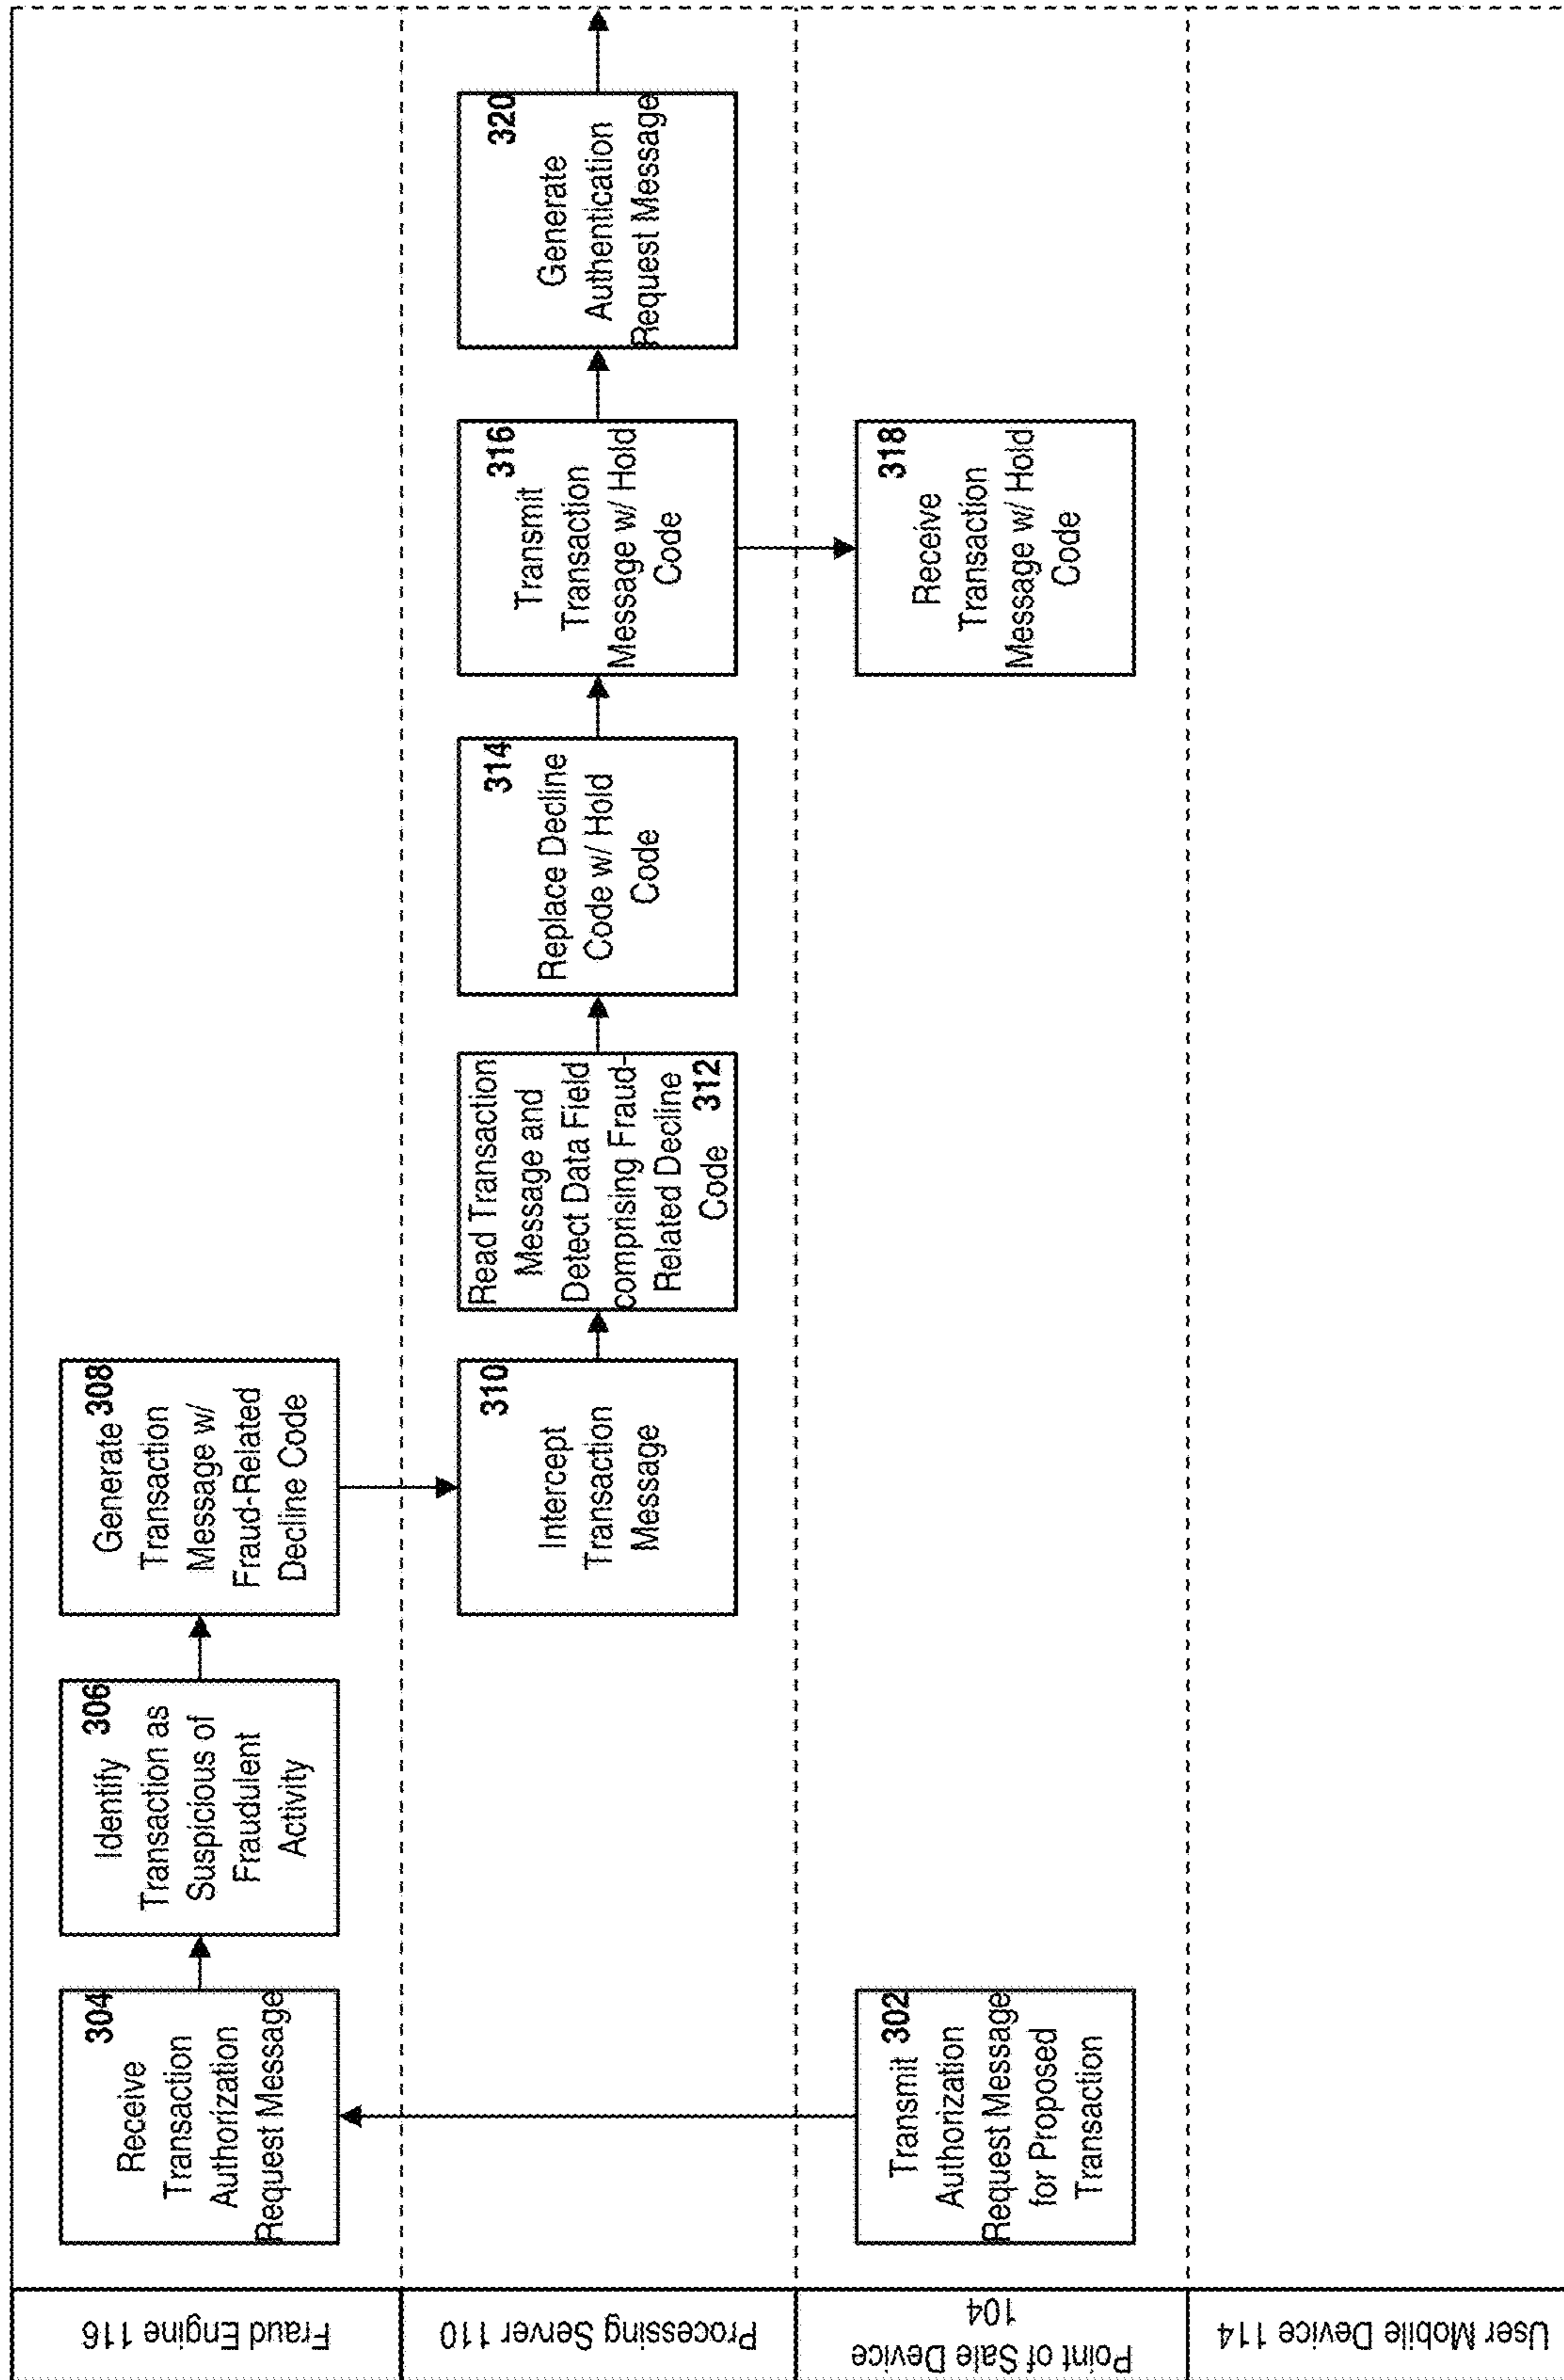 Fraud Engine 116
304
Receive
Transaction
Authorization
Request Message
306
Identify
Transaction as
Suspicious of
Fraudulent
Activity
Generate 308
Transaction
Message w/
Fraud-Related
Decline Code
Processing Server 110
310
Intercept
Transaction
Message
Read Transaction
Message and
Detect Data Field
comprising Fraud-
Related Decline
Code 312
314
Replace Decline
Code w/ Hold
Code
316
Transmit
Transaction
Message w/ Hold
Code
320
Generate
Authentication
Request Message
Point of Sale Device
104
Transmit 302
Authorization
Request Message
for Proposed
Transaction
318
Receive
Transaction
Message w/ Hold
Code
User Mobile Device 114